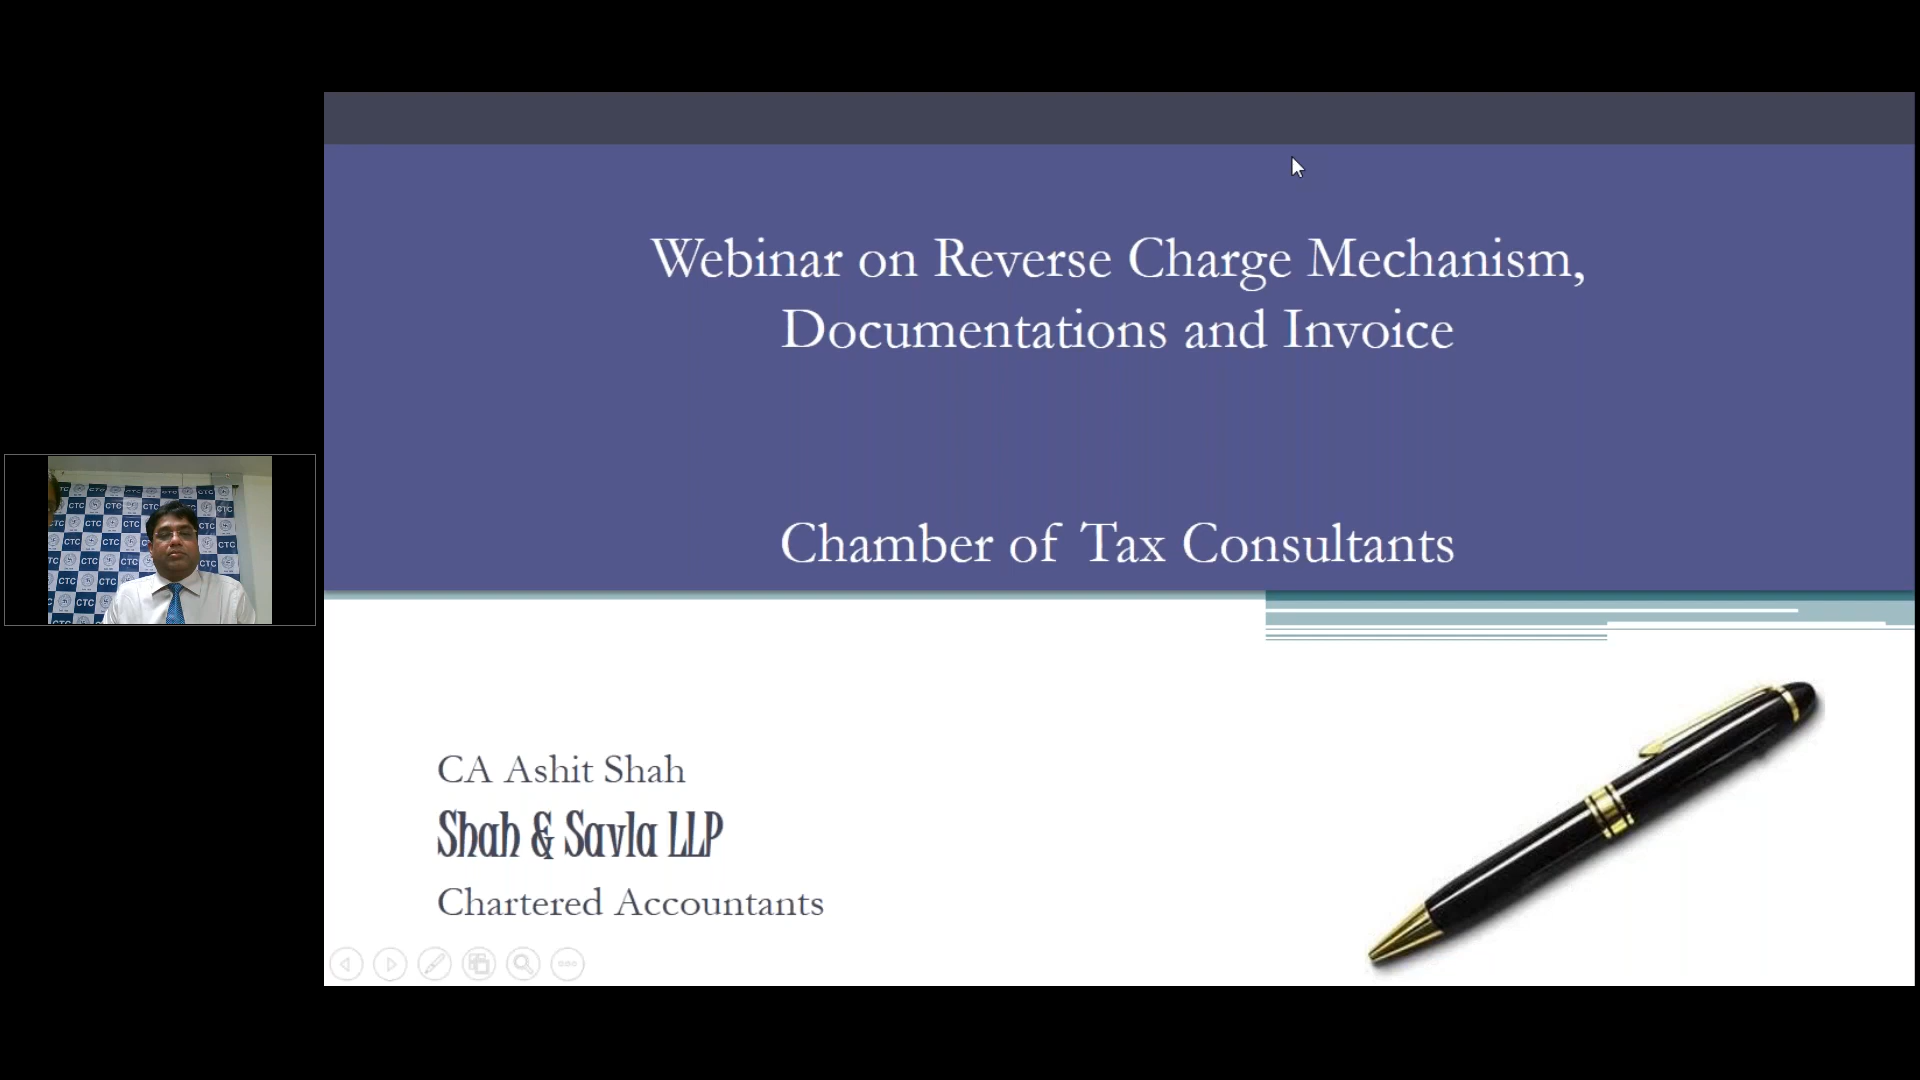 Webinar on Reverse Charge Mechanism,
Documentations and Invoice
Chamber of Tax Consultants
CA Ashit Shah
Shah & Savla LLP
Chartered Accountants
CTC